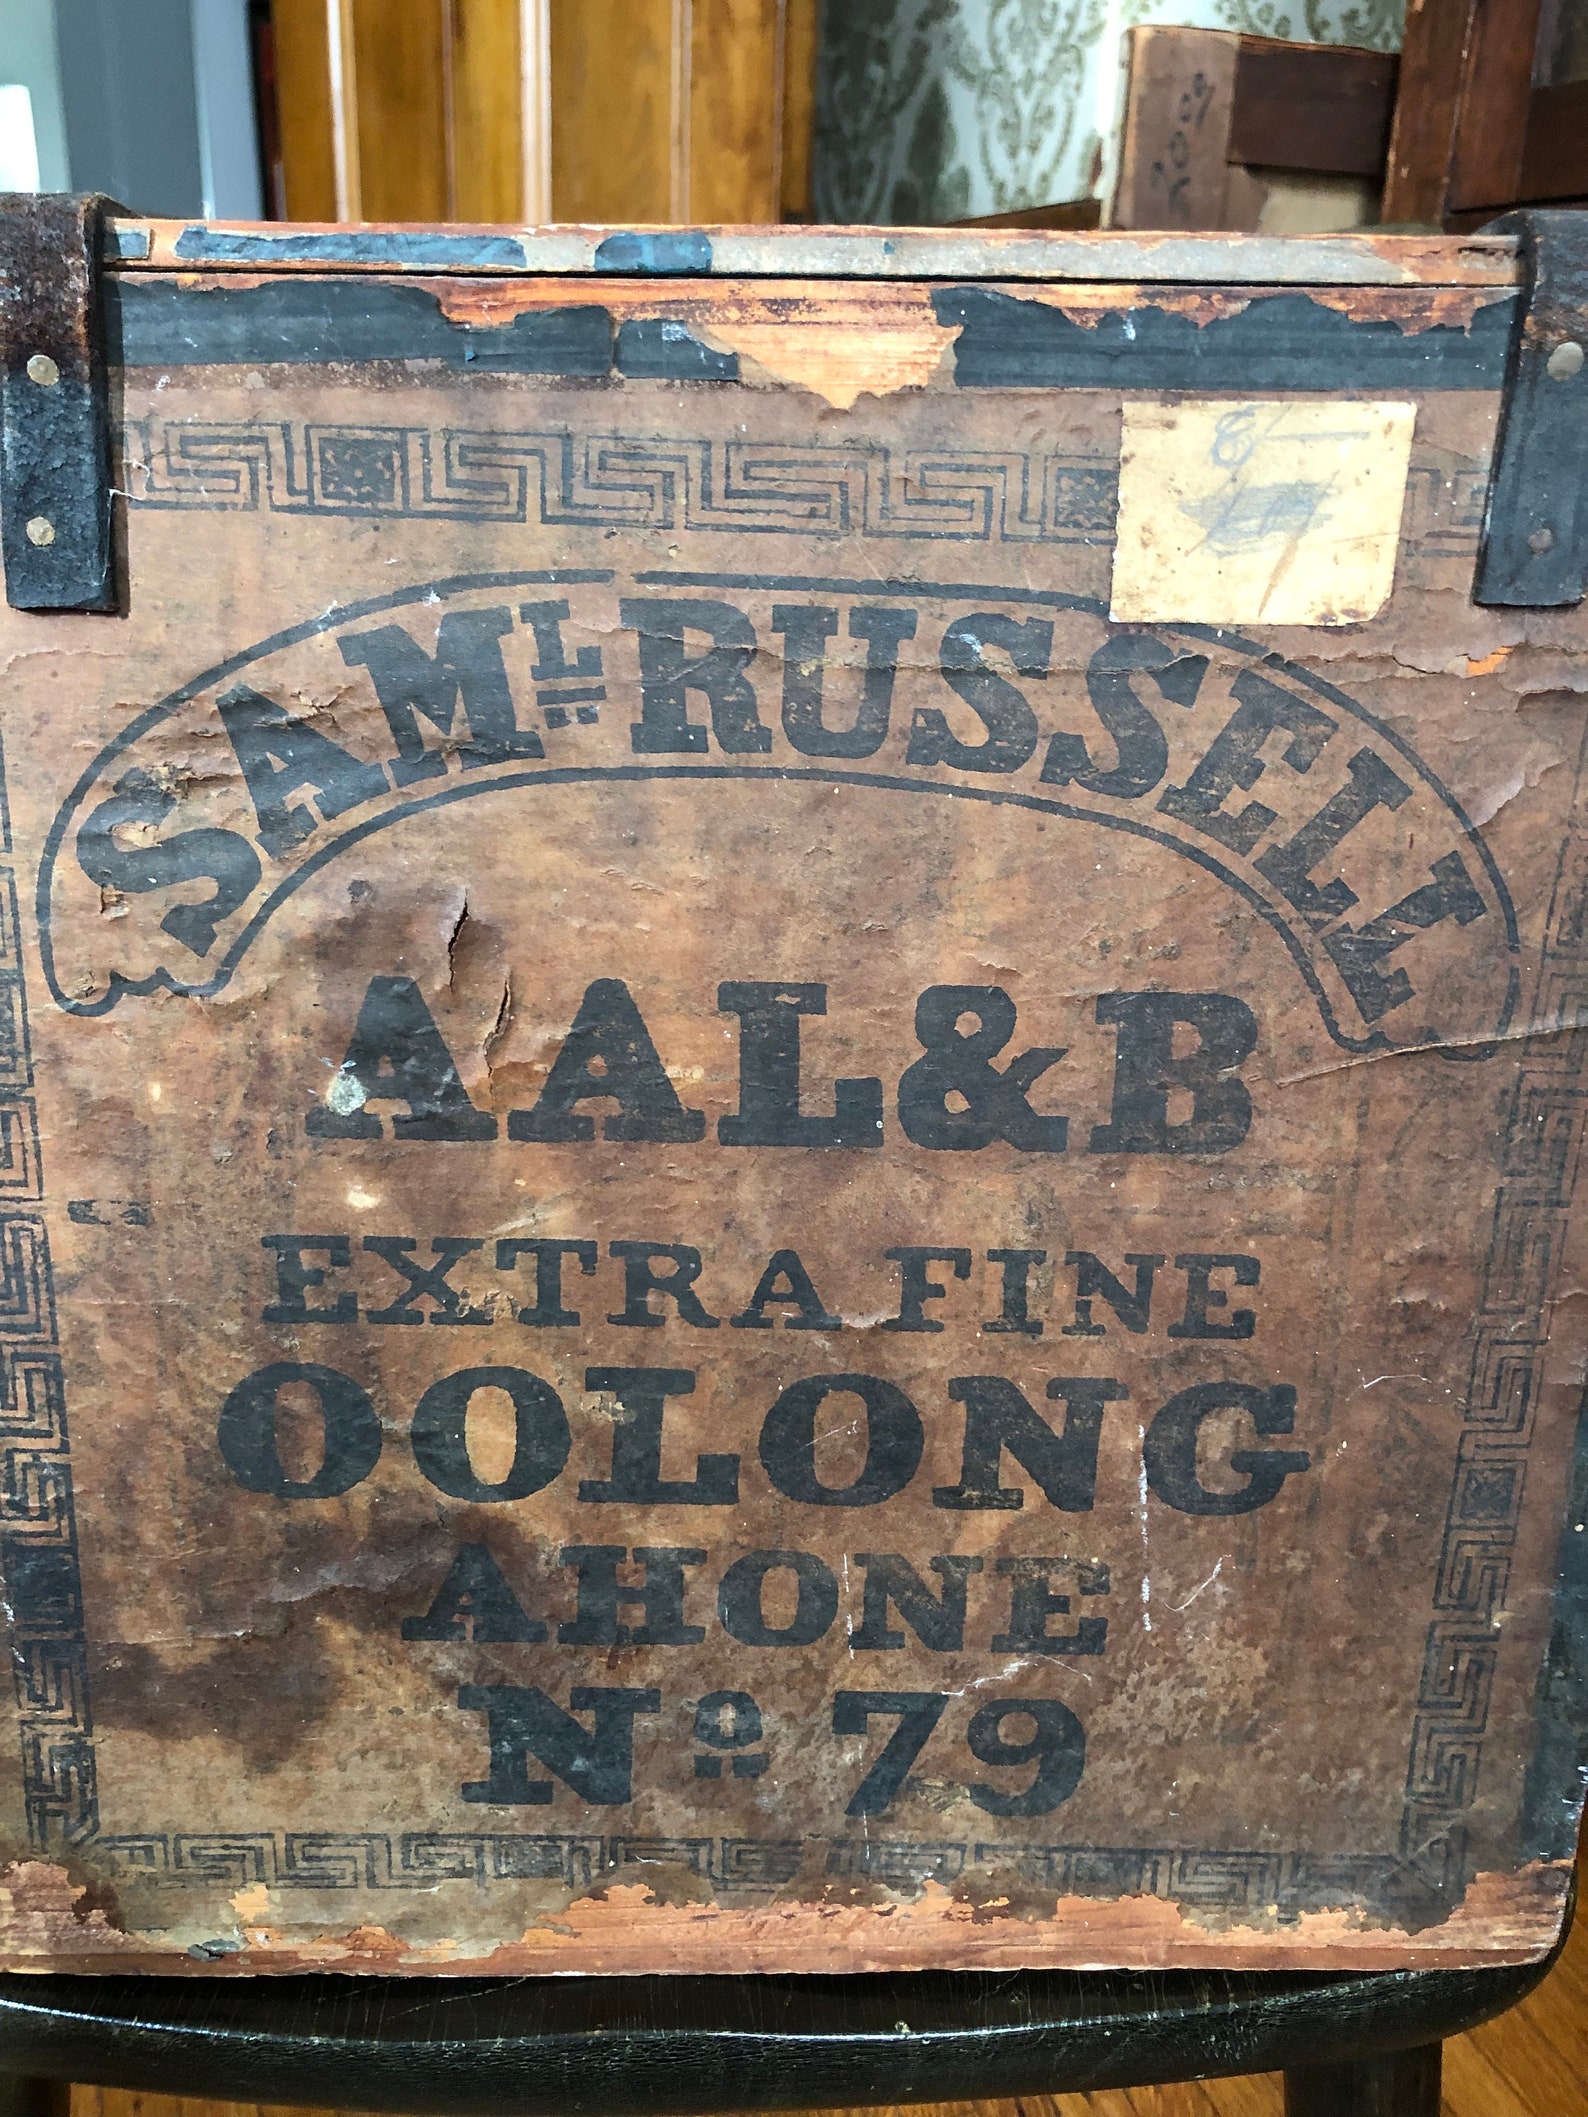 SAML RUSSELL
AAL&B
EXTRA FINE
OOLONG
AHONE
No 79